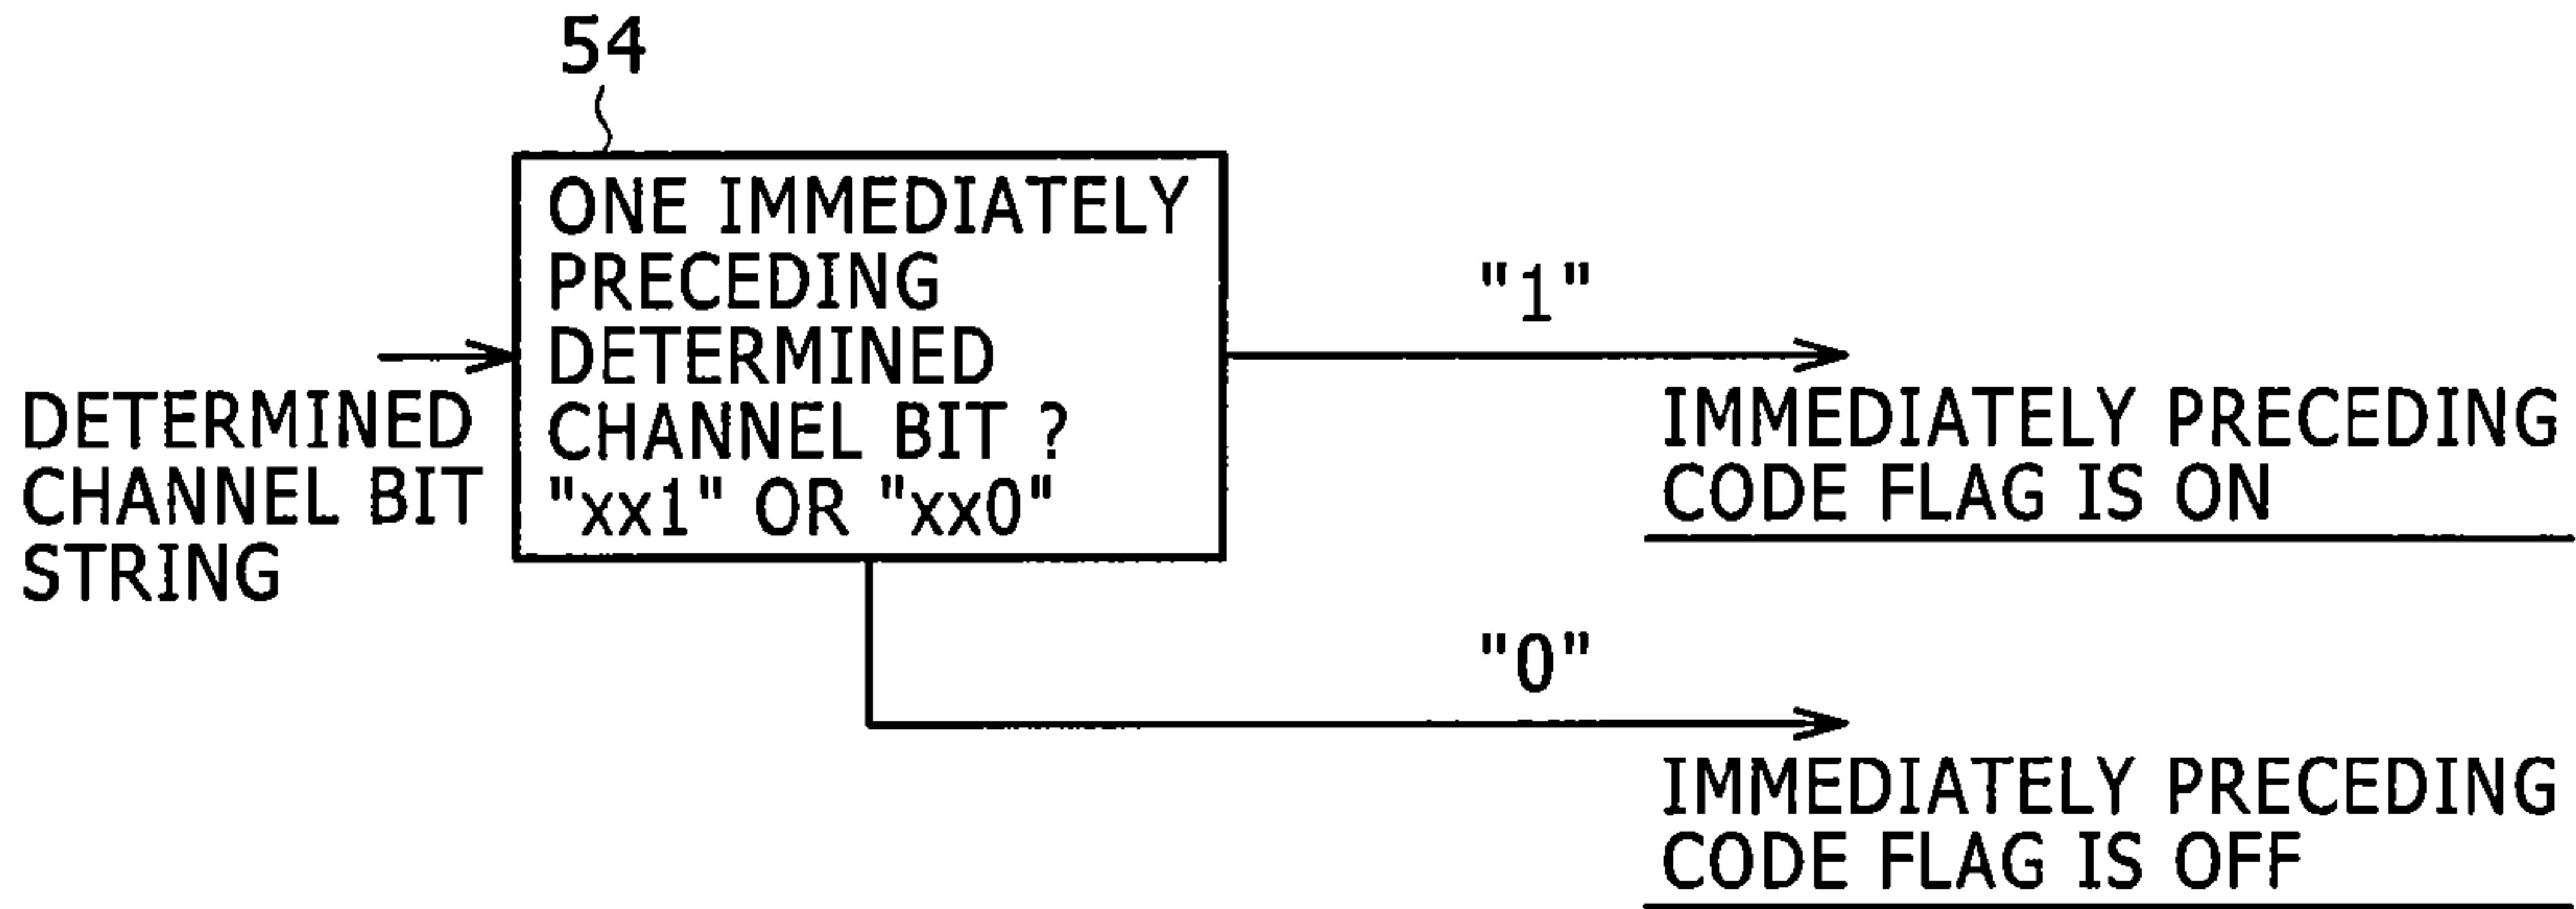 54
ONE IMMEDIATELY
PRECEDING
DETERMINED
CHANNEL BIT ?
"xx1" OR "xx0"
DETERMINED
CHANNEL BIT
STRING
"1"
IMMEDIATELY PRECEDING
CODE FLAG IS ON
"0"
IMMEDIATELY PRECEDING
CODE FLAG IS OFF